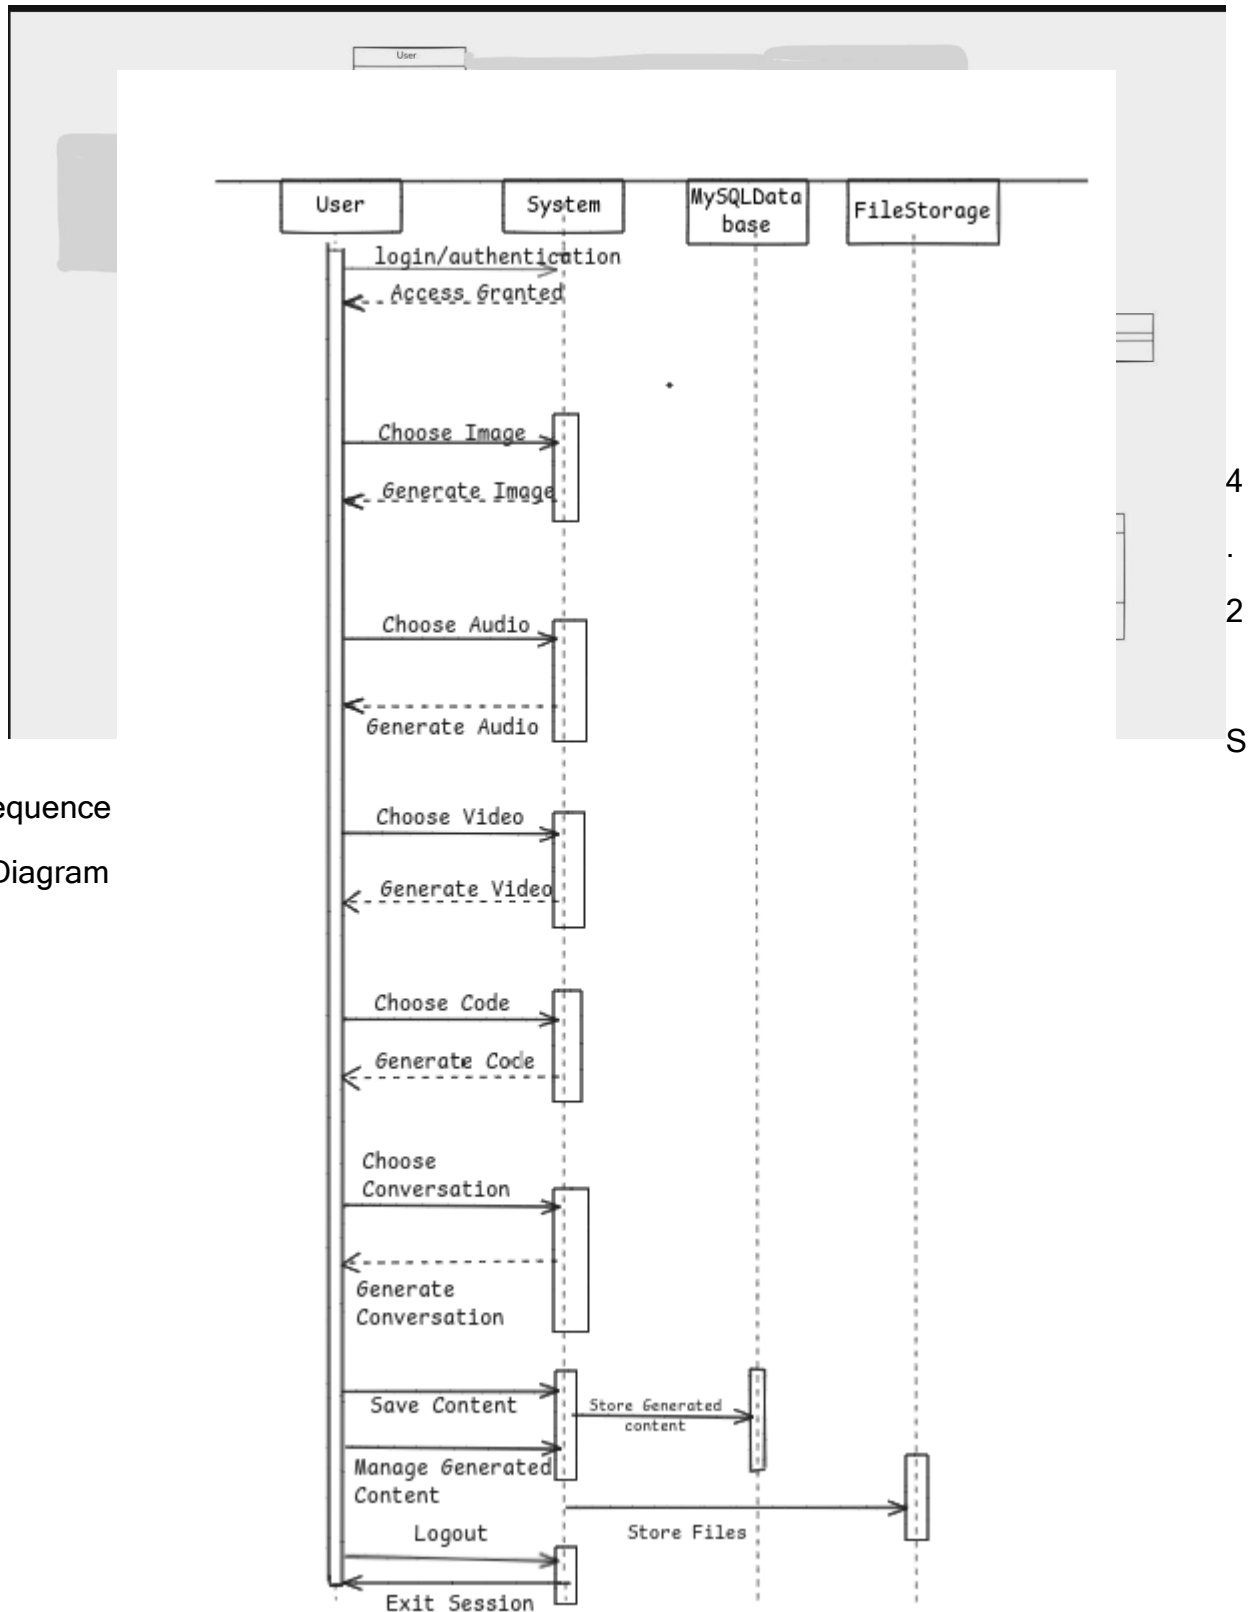 User
User
System
MySQLData
base
FileStorage
login/authentication
Access Granted
Choose Image
Generate Image
4
.
2
Choose Audio
Generate Audio
S
equence
Diagram
Choose Video
Generate Video
Choose Code
Generate Code
Choose
Conversation
Generate
Conversation
Save Content
Store Generated
content
Manage Generated
Content
Store Files
Logout
Exit Session